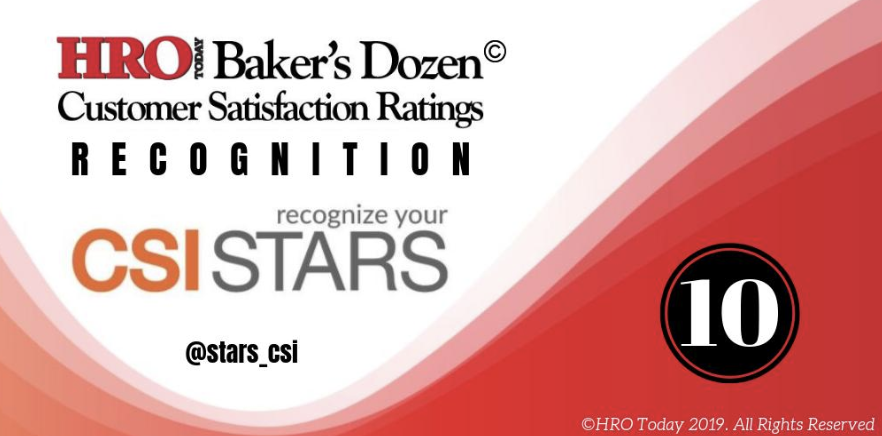 HRO TODAY Baker's Dozen©
Customer Satisfaction Ratings
RECOGNITION
recognize your
CSI STARS
@stars_csi
10
©HRO Today 2019. All Rights Reserved